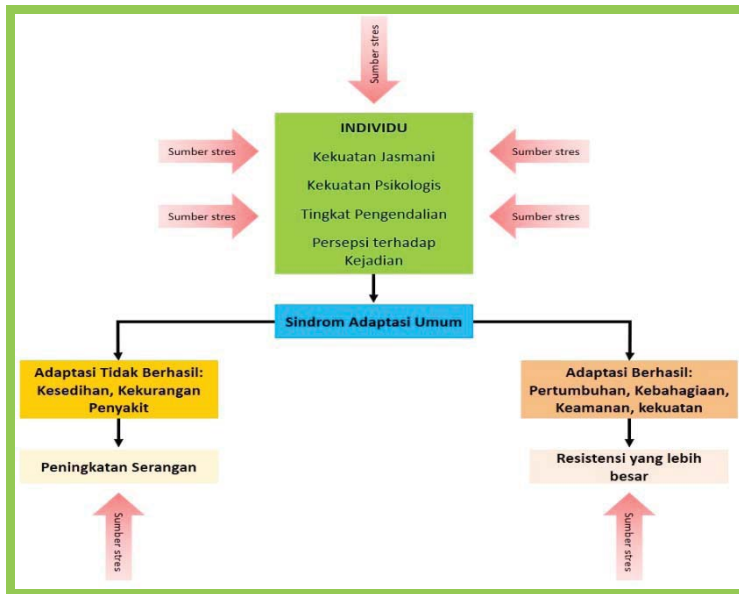 Sumber stres
INDIVIDU
Kekuatan Jasmani
Kekuatan Psikologis
Tingkat Pengendalian
Persepsi terhadap
Kejadian
Sumber stres
Sumber stres
Sumber stres
Sumber stres
Sindrom Adaptasi Umum
Adaptasi Tidak Berhasil:
Kesedihan, Kekurangan
Penyakit
Adaptasi Berhasil:
Pertumbuhan, Kebahagiaan,
Keamanan, kekuatan
Peningkatan Serangan
Resistensi yang lebih
besar
Sumber stres
Sumber stres